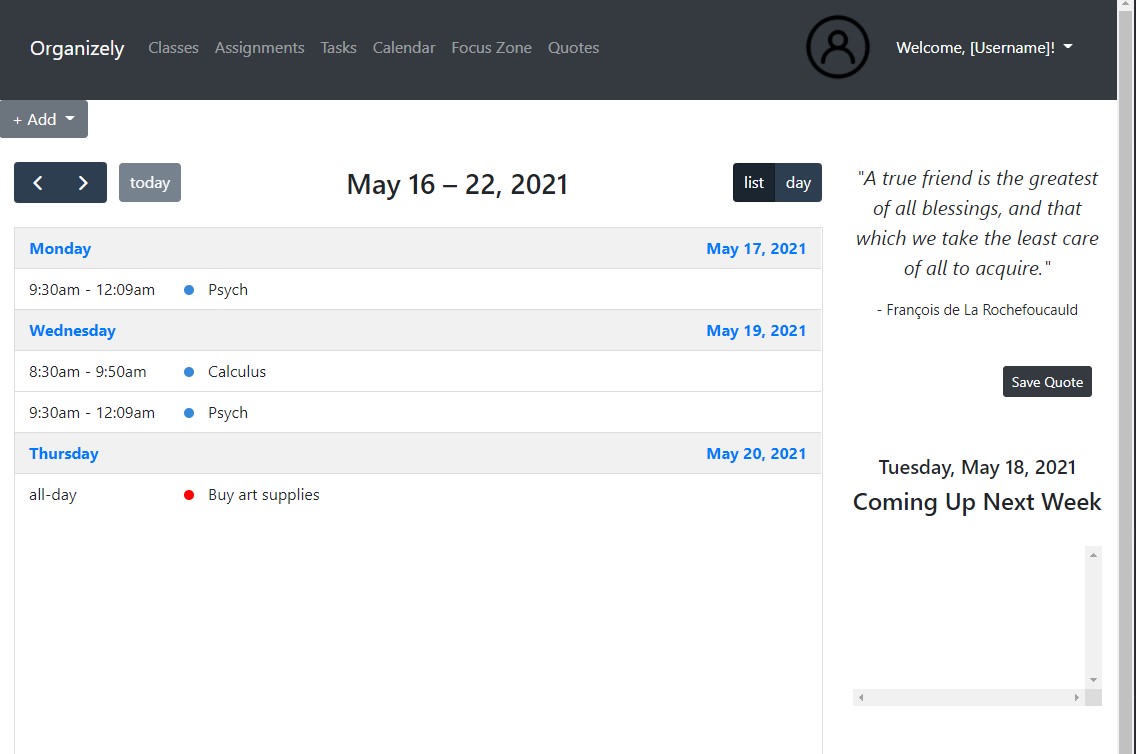 Organizely Classes Assignments Tasks Calendar Focus Zone Quotes Welcome, [Username]!
+ Add
today May 16 – 22, 2021 list day
Monday May 17, 2021
9:30am - 12:09am Psych
Wednesday May 19, 2021
8:30am - 9:50am Calculus
9:30am - 12:09am Psych
Thursday May 20, 2021
all-day Buy art supplies
"A true friend is the greatest
of all blessings, and that
which we take the least care
of all to acquire."
- François de La Rochefoucauld
Save Quote
Tuesday, May 18, 2021
Coming Up Next Week